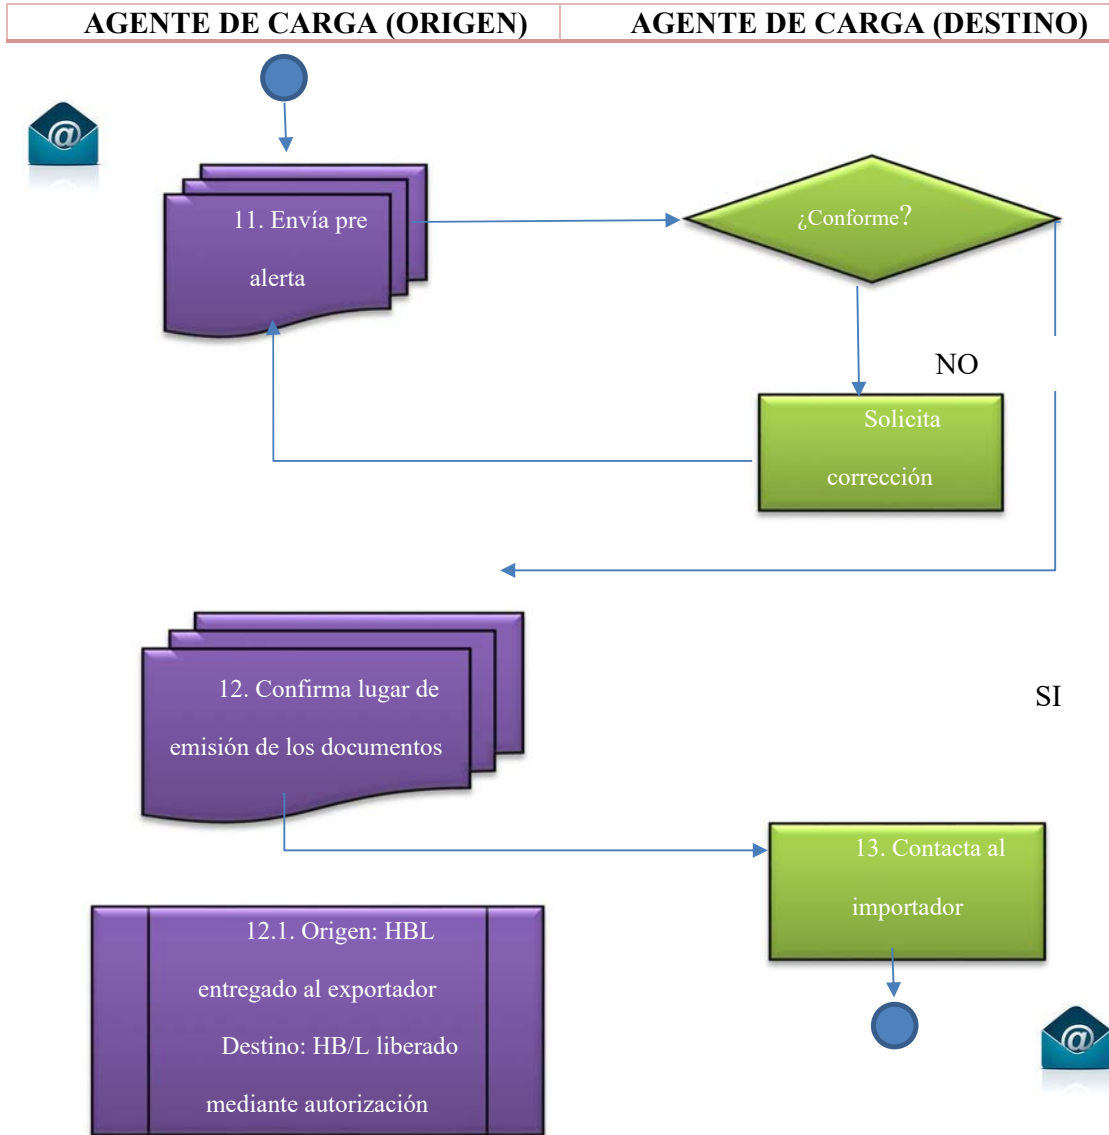 AGENTE DE CARGA (ORIGEN)
AGENTE DE CARGA (DESTINO)
11. Envía pre
alerta
¿Conforme?
NO
Solicita
corrección
12. Confirma lugar de
emisión de los documentos
SI
13. Contacta al
importador
12.1. Origen: HBL
entregado al exportador
Destino: HB/L liberado
mediante autorización